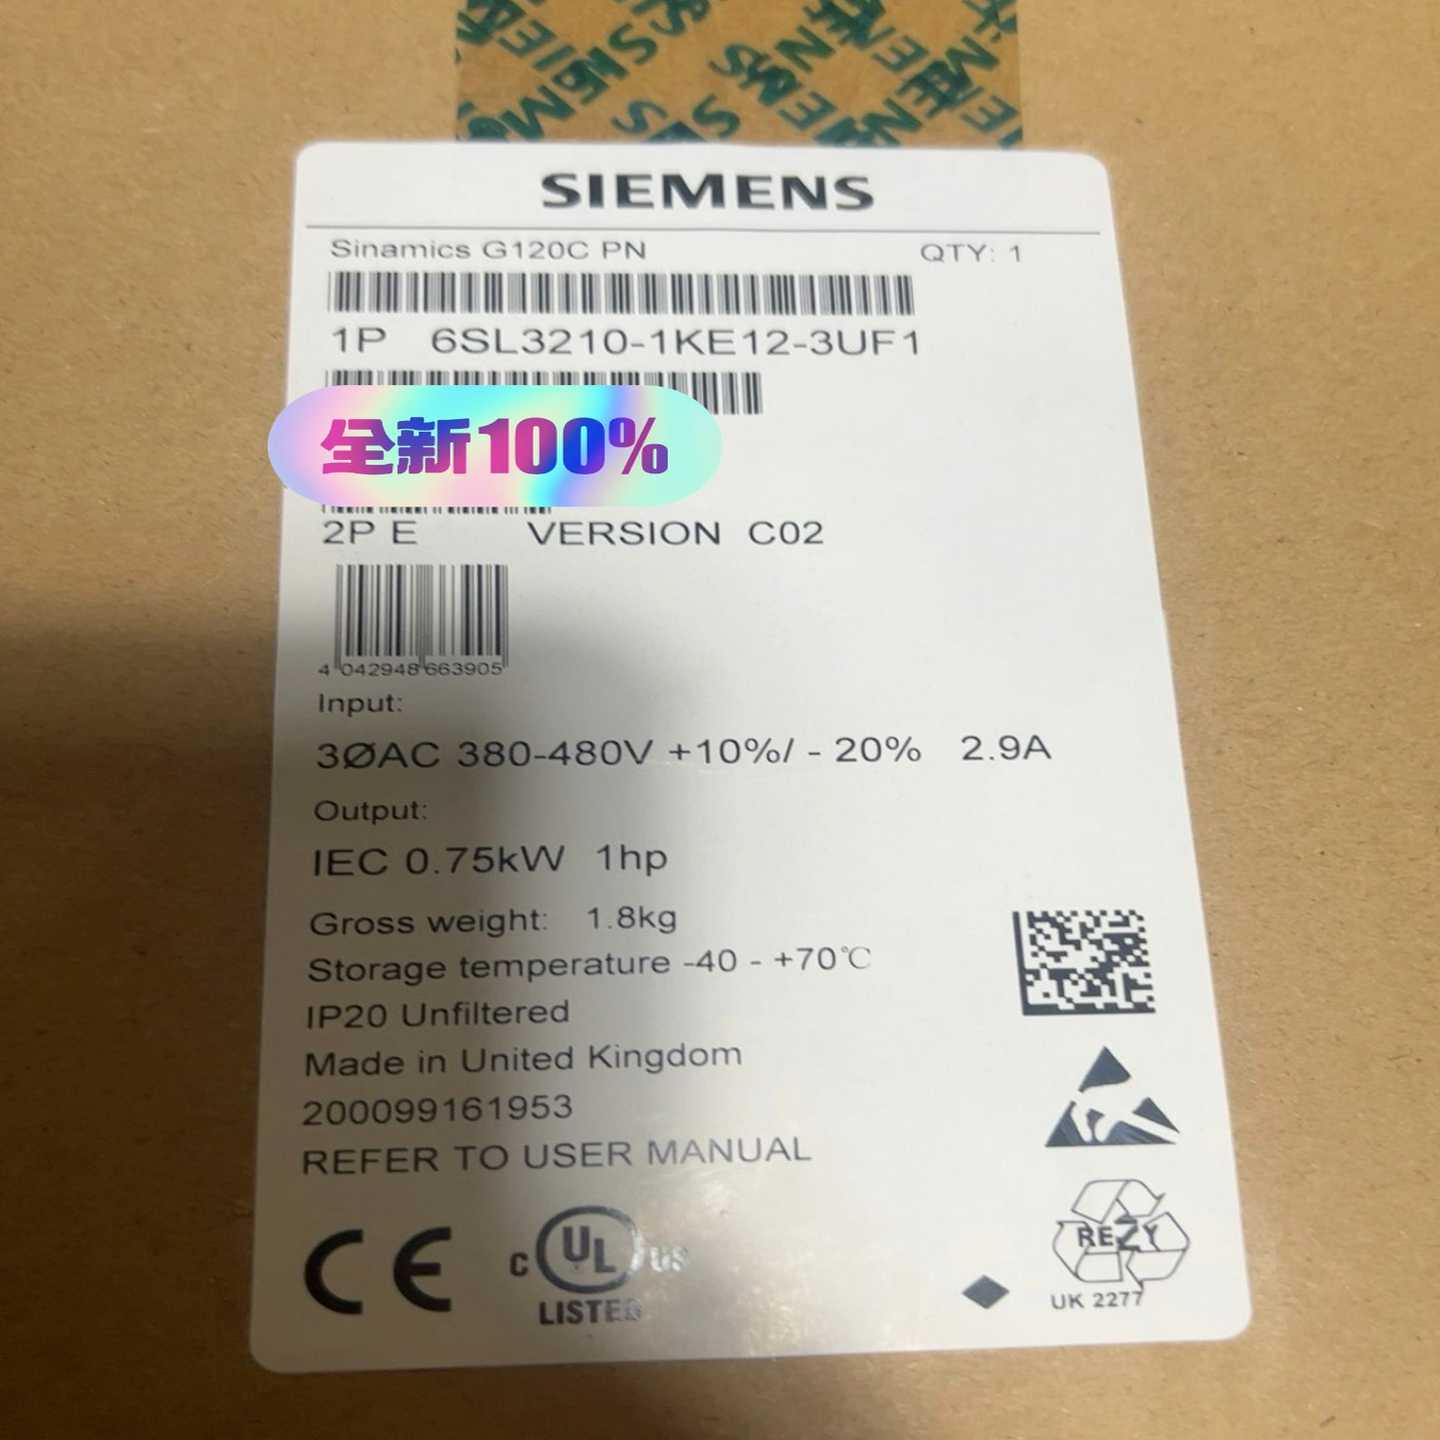 SIEMENS
Sinamics G120C PN QTY: 1
1P 6SL3210-1KE12-3UF1
全新100%
2P E VERSION C02
4 042948 663905
Input:
3ØAC 380-480V +10%/ - 20% 2.9A
Output:
IEC 0.75kW 1hp
Gross weight: 1.8kg
Storage temperature -40 - +70℃
IP20 Unfiltered
Made in United Kingdom
200099161953
REFER TO USER MANUAL
CE
C UL US
LISTED
REZY
UK 2277